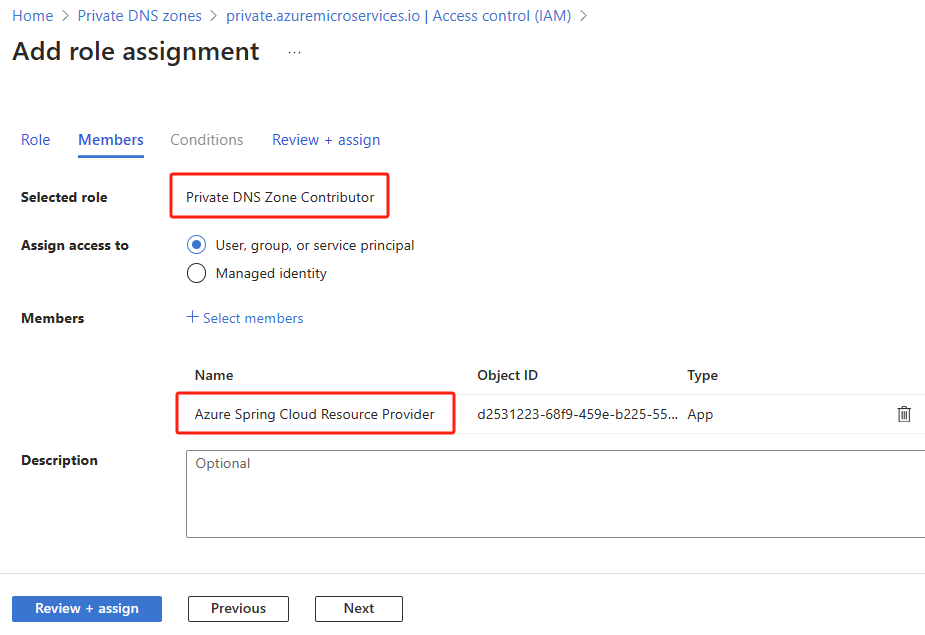 Home > Private DNS zones > private.azuremicroservices.io | Access control (IAM) >
Add role assignment ...
Role Members Conditions Review + assign
Selected role Private DNS Zone Contributor
Assign access to User, group, or service principal
Managed identity
Members + Select members
Name Object ID Type
Azure Spring Cloud Resource Provider d2531223-68f9-459e-b225-55... App
Description Optional
Review + assign Previous Next